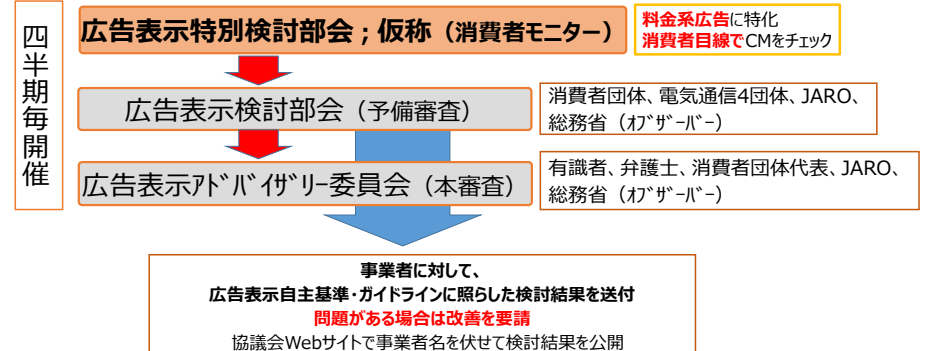 四半期毎開催
広告表示特別検討部会;仮称(消費者モニター)
料金系広告に特化
消費者目線でCMをチェック
広告表示検討部会(予備審査)
消費者団体、電気通信4団体、JARO、
総務省(ｵﾌﾞｻﾞｰﾊﾞｰ)
広告表示ｱﾄﾞﾊﾞｲｻﾞﾘｰ委員会(本審査)
有識者、弁護士、消費者団体代表、JARO、
総務省(ｵﾌﾞｻﾞｰﾊﾞｰ)
事業者に対して、
広告表示自主基準・ガイドラインに照らした検討結果を送付
問題がある場合は改善を要請
協議会Webサイトで事業者名を伏せて検討結果を公開